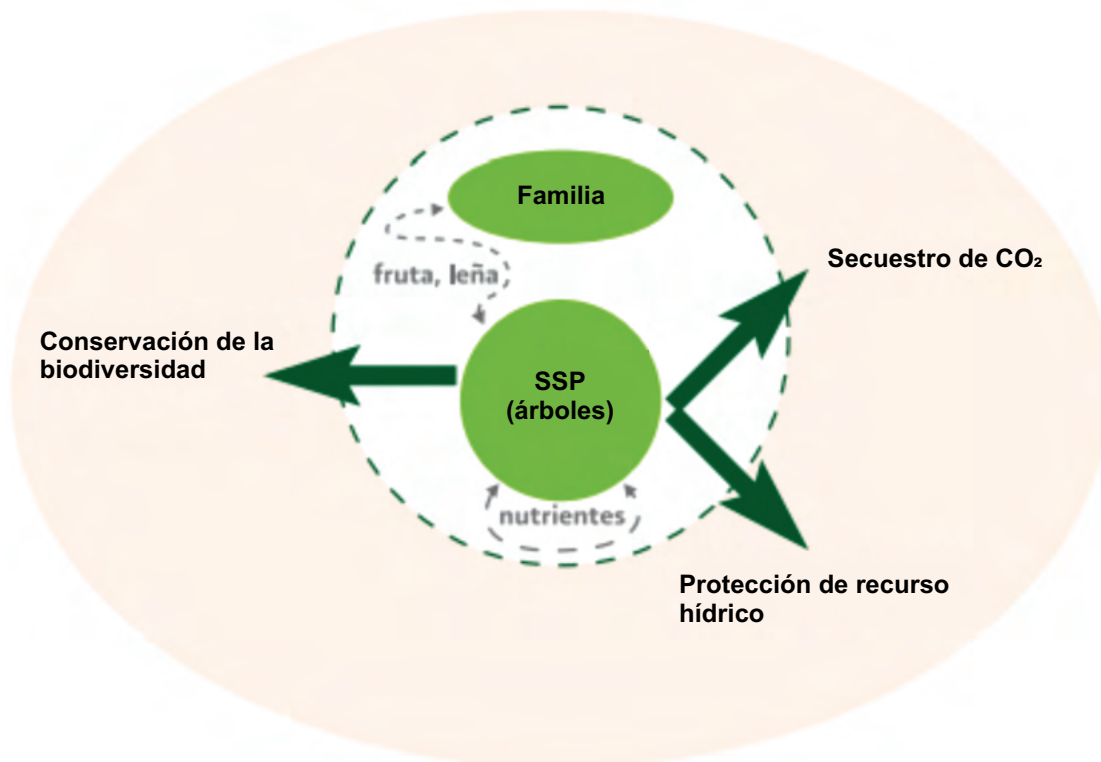 Familia
fruta, leña
Secuestro de CO₂
Conservación de la
biodiversidad
SSP
(árboles)
nutrientes
Protección de recurso
hídrico